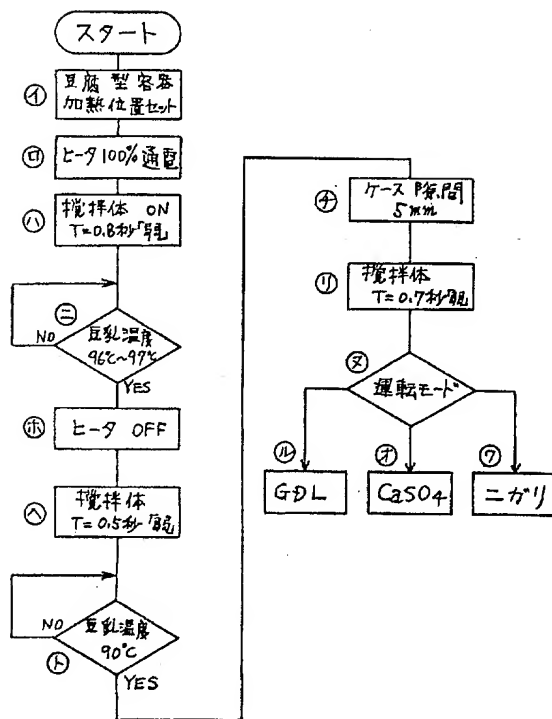 スタート
㋑
豆腐型容器
加熱位置セット
㋺
ヒータ100%通電
㋩
撹拌体 ON
T=0.8秒「弱」
㋥
豆乳温度
96℃~97℃
NO
YES
㋭
ヒータ OFF
㋬
撹拌体
T=0.5秒「弱」
㋣
豆乳温度
90℃
NO
YES
㋠
ケース隙間
5mm
㋷
撹拌体
T=0.7秒「弱」
㋦
運転モード
㋸
GDL
㋔
CaSO4
㋻
ニガリ